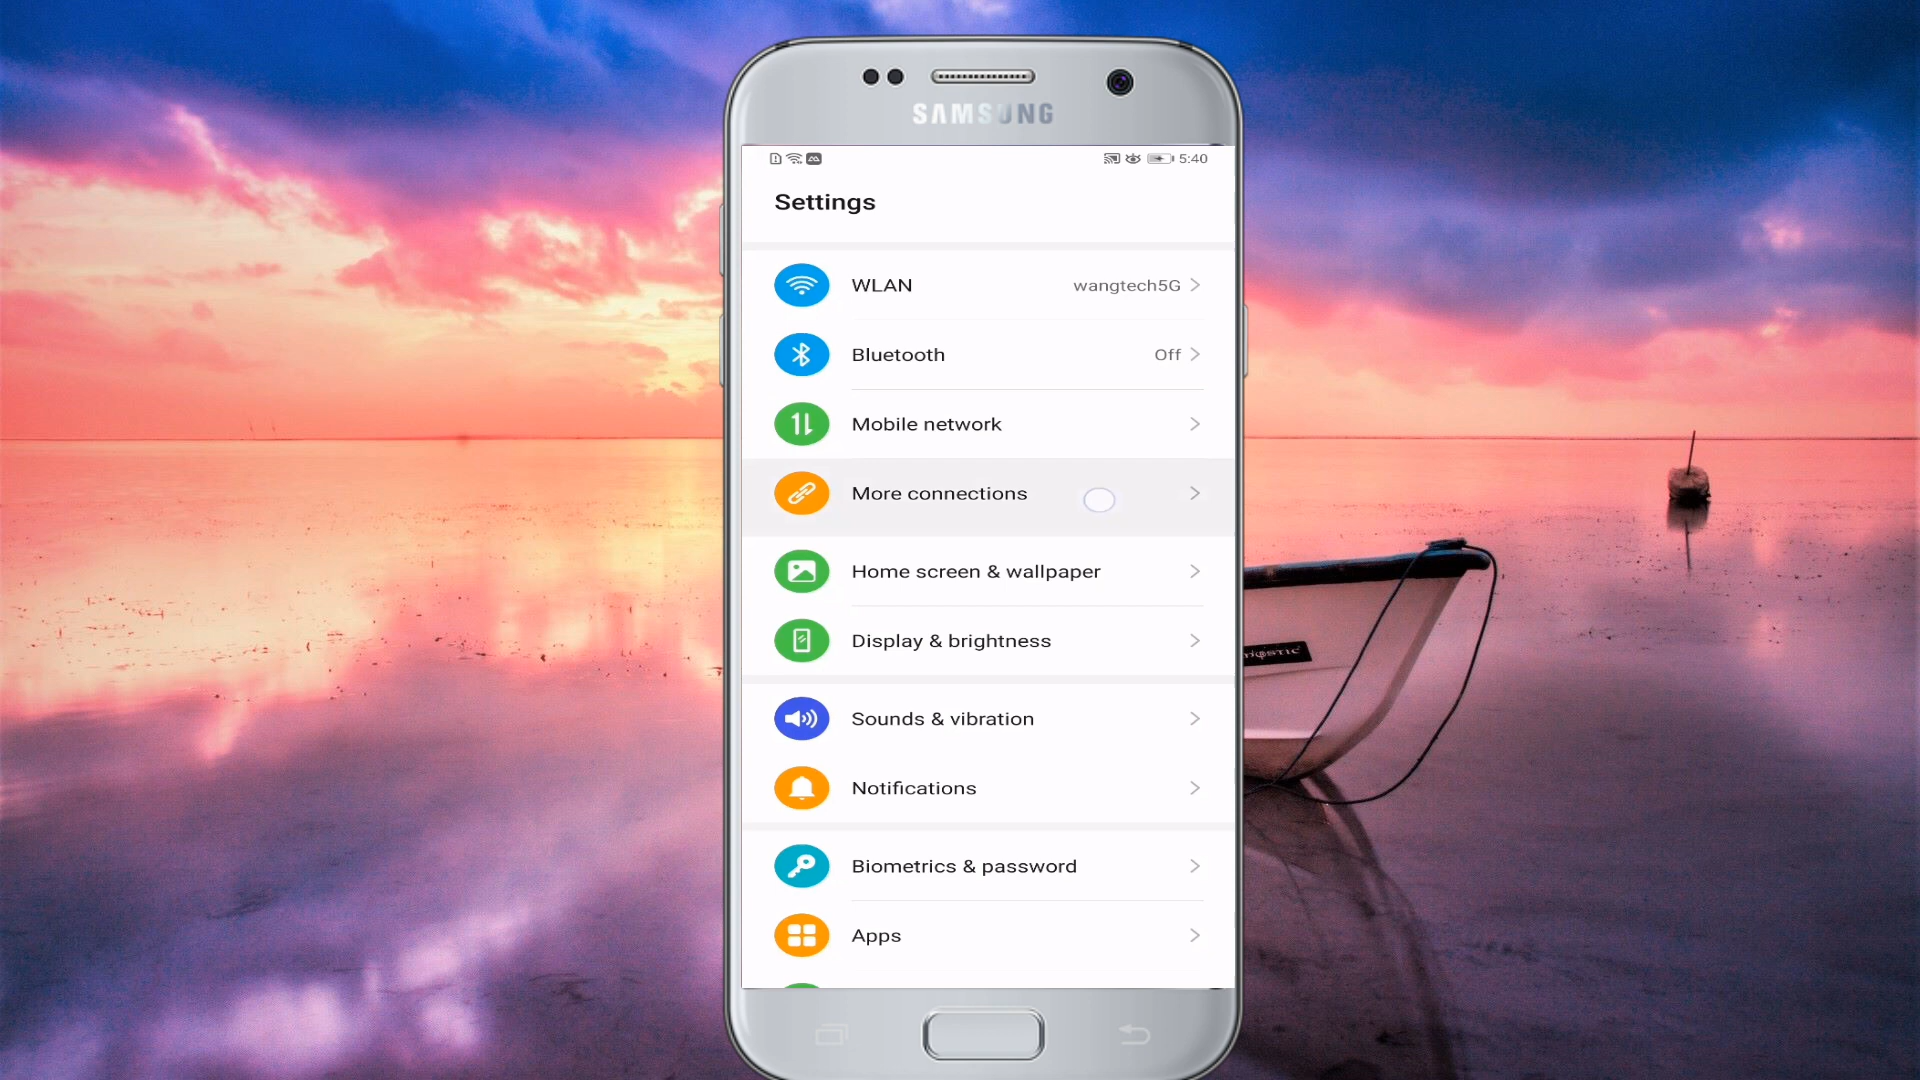 SAMSUNG
5:40
Settings
WLAN wangtech5G
Bluetooth Off
Mobile network
More connections
Home screen & wallpaper
Display & brightness
Sounds & vibration
Notifications
Biometrics & password
Apps